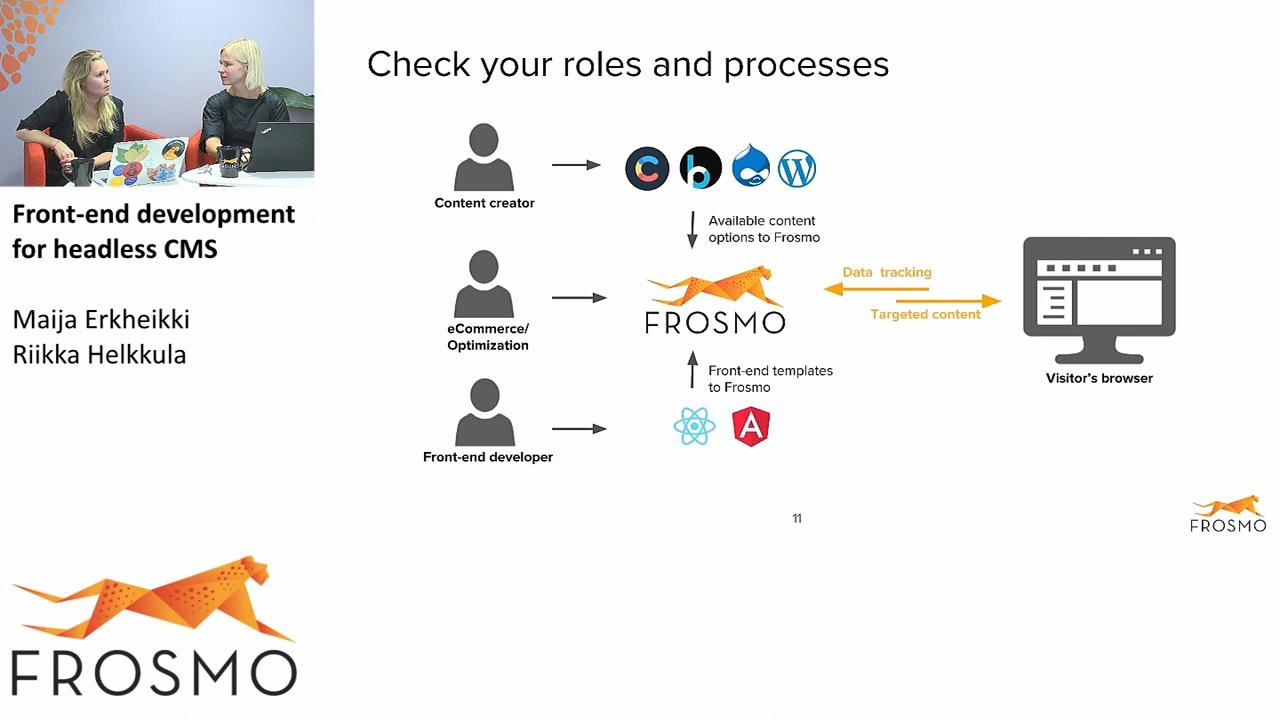 Check your roles and processes
FROSMO
Front-end development
for headless CMS
Maija Erkheikki
Riikka Helkkula
FROSMO
Content creator
C
b
W
Available content
options to Frosmo
eCommerce/
Optimization
FROSMO
Data tracking
Targeted content
Visitor's browser
Front-end templates
to Frosmo
Front-end developer
A
11
FROSMO